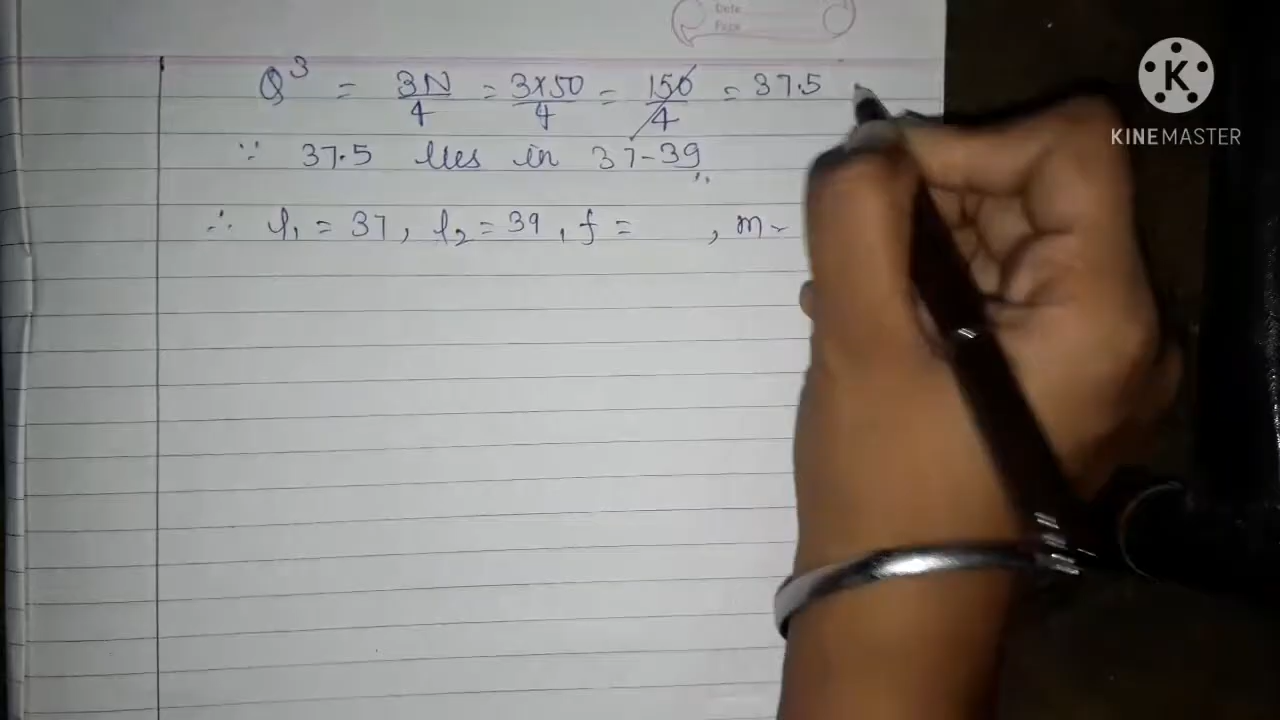 Date
Page
K
KINEMASTER
Q³ = 3N/4 = 3×50/4 = 150/4 = 37.5
∵ 37.5 lies in 37-39
∴ l₁ = 37, l₂ = 39, f = , m -